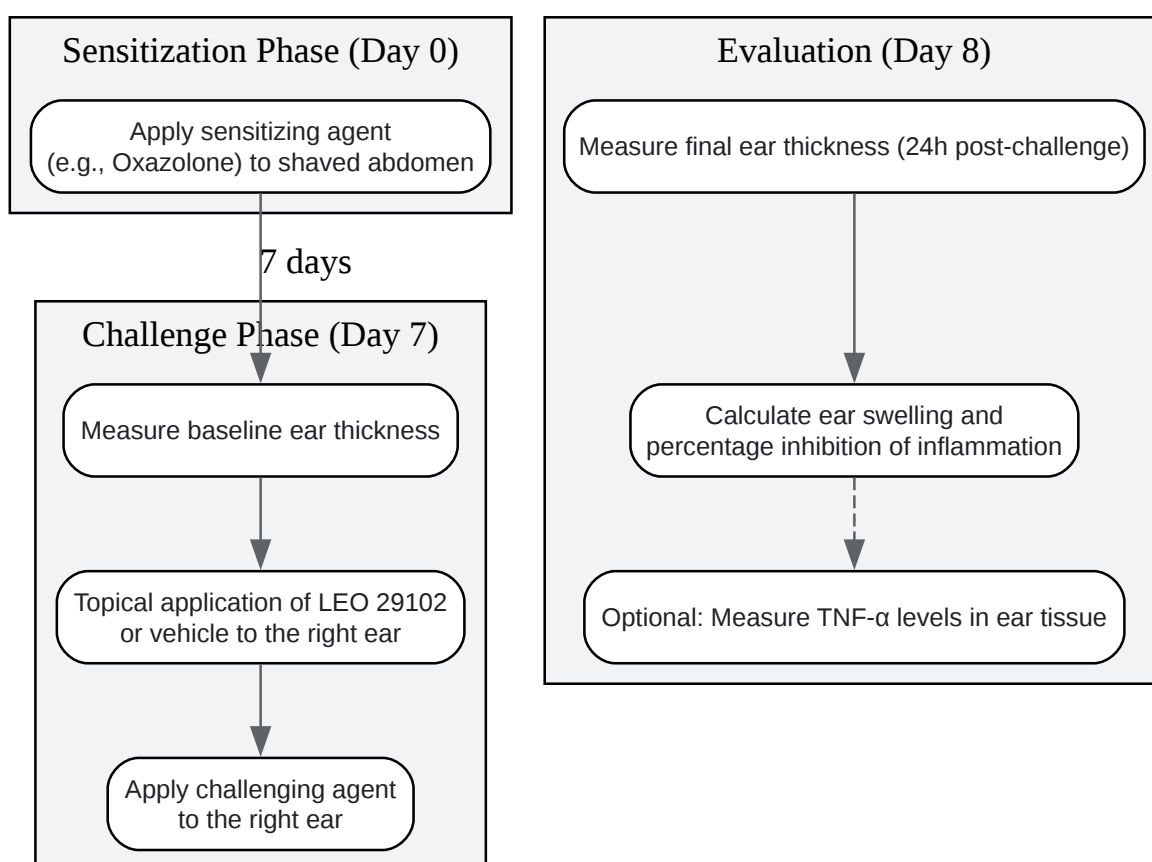 Sensitization Phase (Day 0)
Apply sensitizing agent
(e.g., Oxazolone) to shaved abdomen
7 days
Challenge Phase (Day 7)
Measure baseline ear thickness
Topical application of LEO 29102
or vehicle to the right ear
Apply challenging agent
to the right ear
Evaluation (Day 8)
Measure final ear thickness (24h post-challenge)
Calculate ear swelling and
percentage inhibition of inflammation
Optional: Measure TNF-α levels in ear tissue